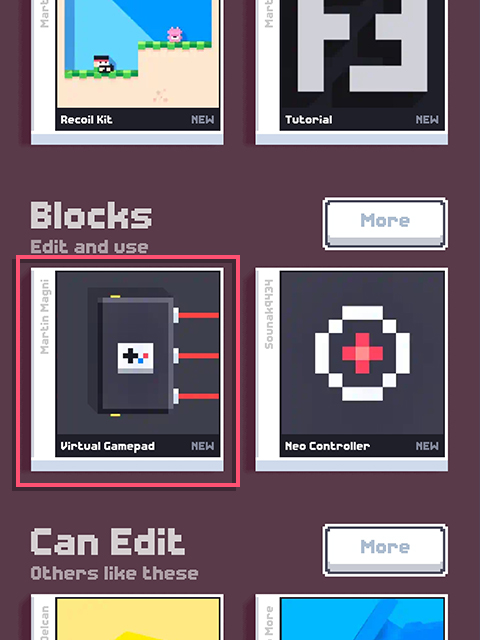 Mart
Recoil Kit
NEW
Mart
Tutorial
NEW
Blocks
Edit and use
More
Martin Magni
Virtual Gamepad
NEW
Sounak9434
Neo Controller
NEW
Can Edit
Others like these
More
Delcan
More